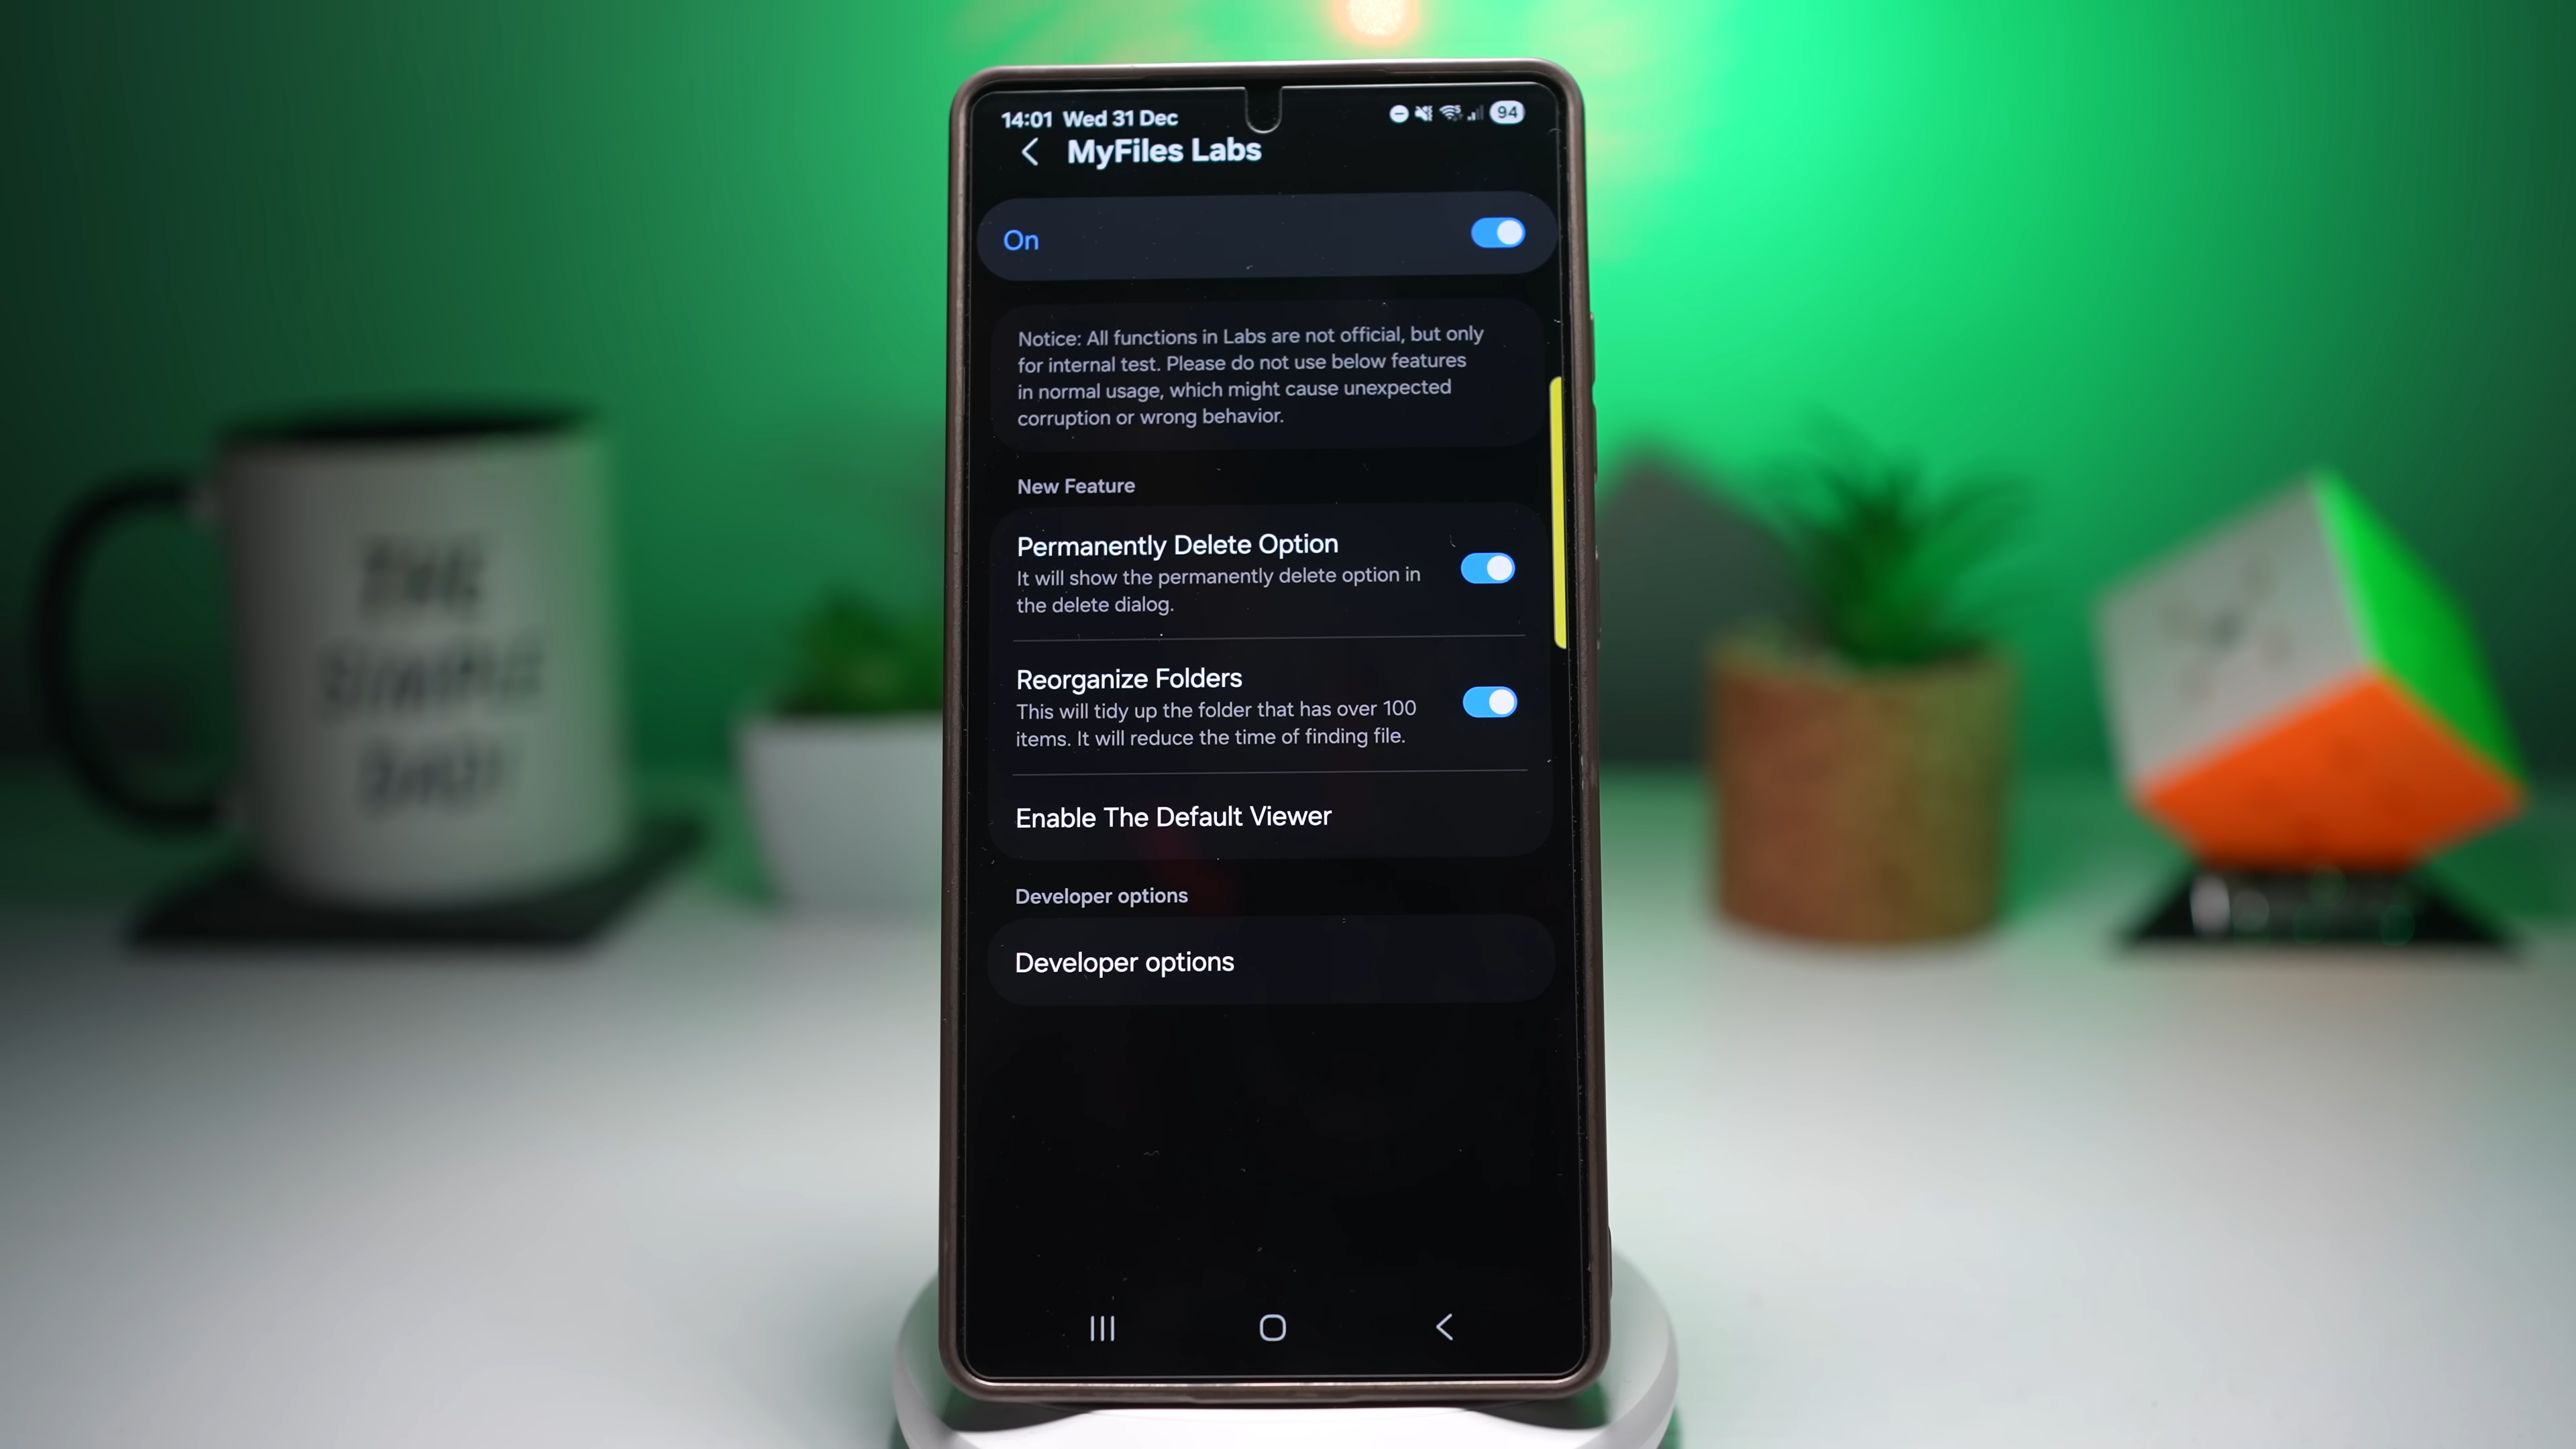 14:01 Wed 31 Dec
94
MyFiles Labs
On
Notice: All functions in Labs are not official, but only
for internal test. Please do not use below features
in normal usage, which might cause unexpected
corruption or wrong behavior.
New Feature
Permanently Delete Option
It will show the permanently delete option in
the delete dialog.
Reorganize Folders
This will tidy up the folder that has over 100
items. It will reduce the time of finding file.
Enable The Default Viewer
Developer options
Developer options
THE
SIMPLE
DAD!